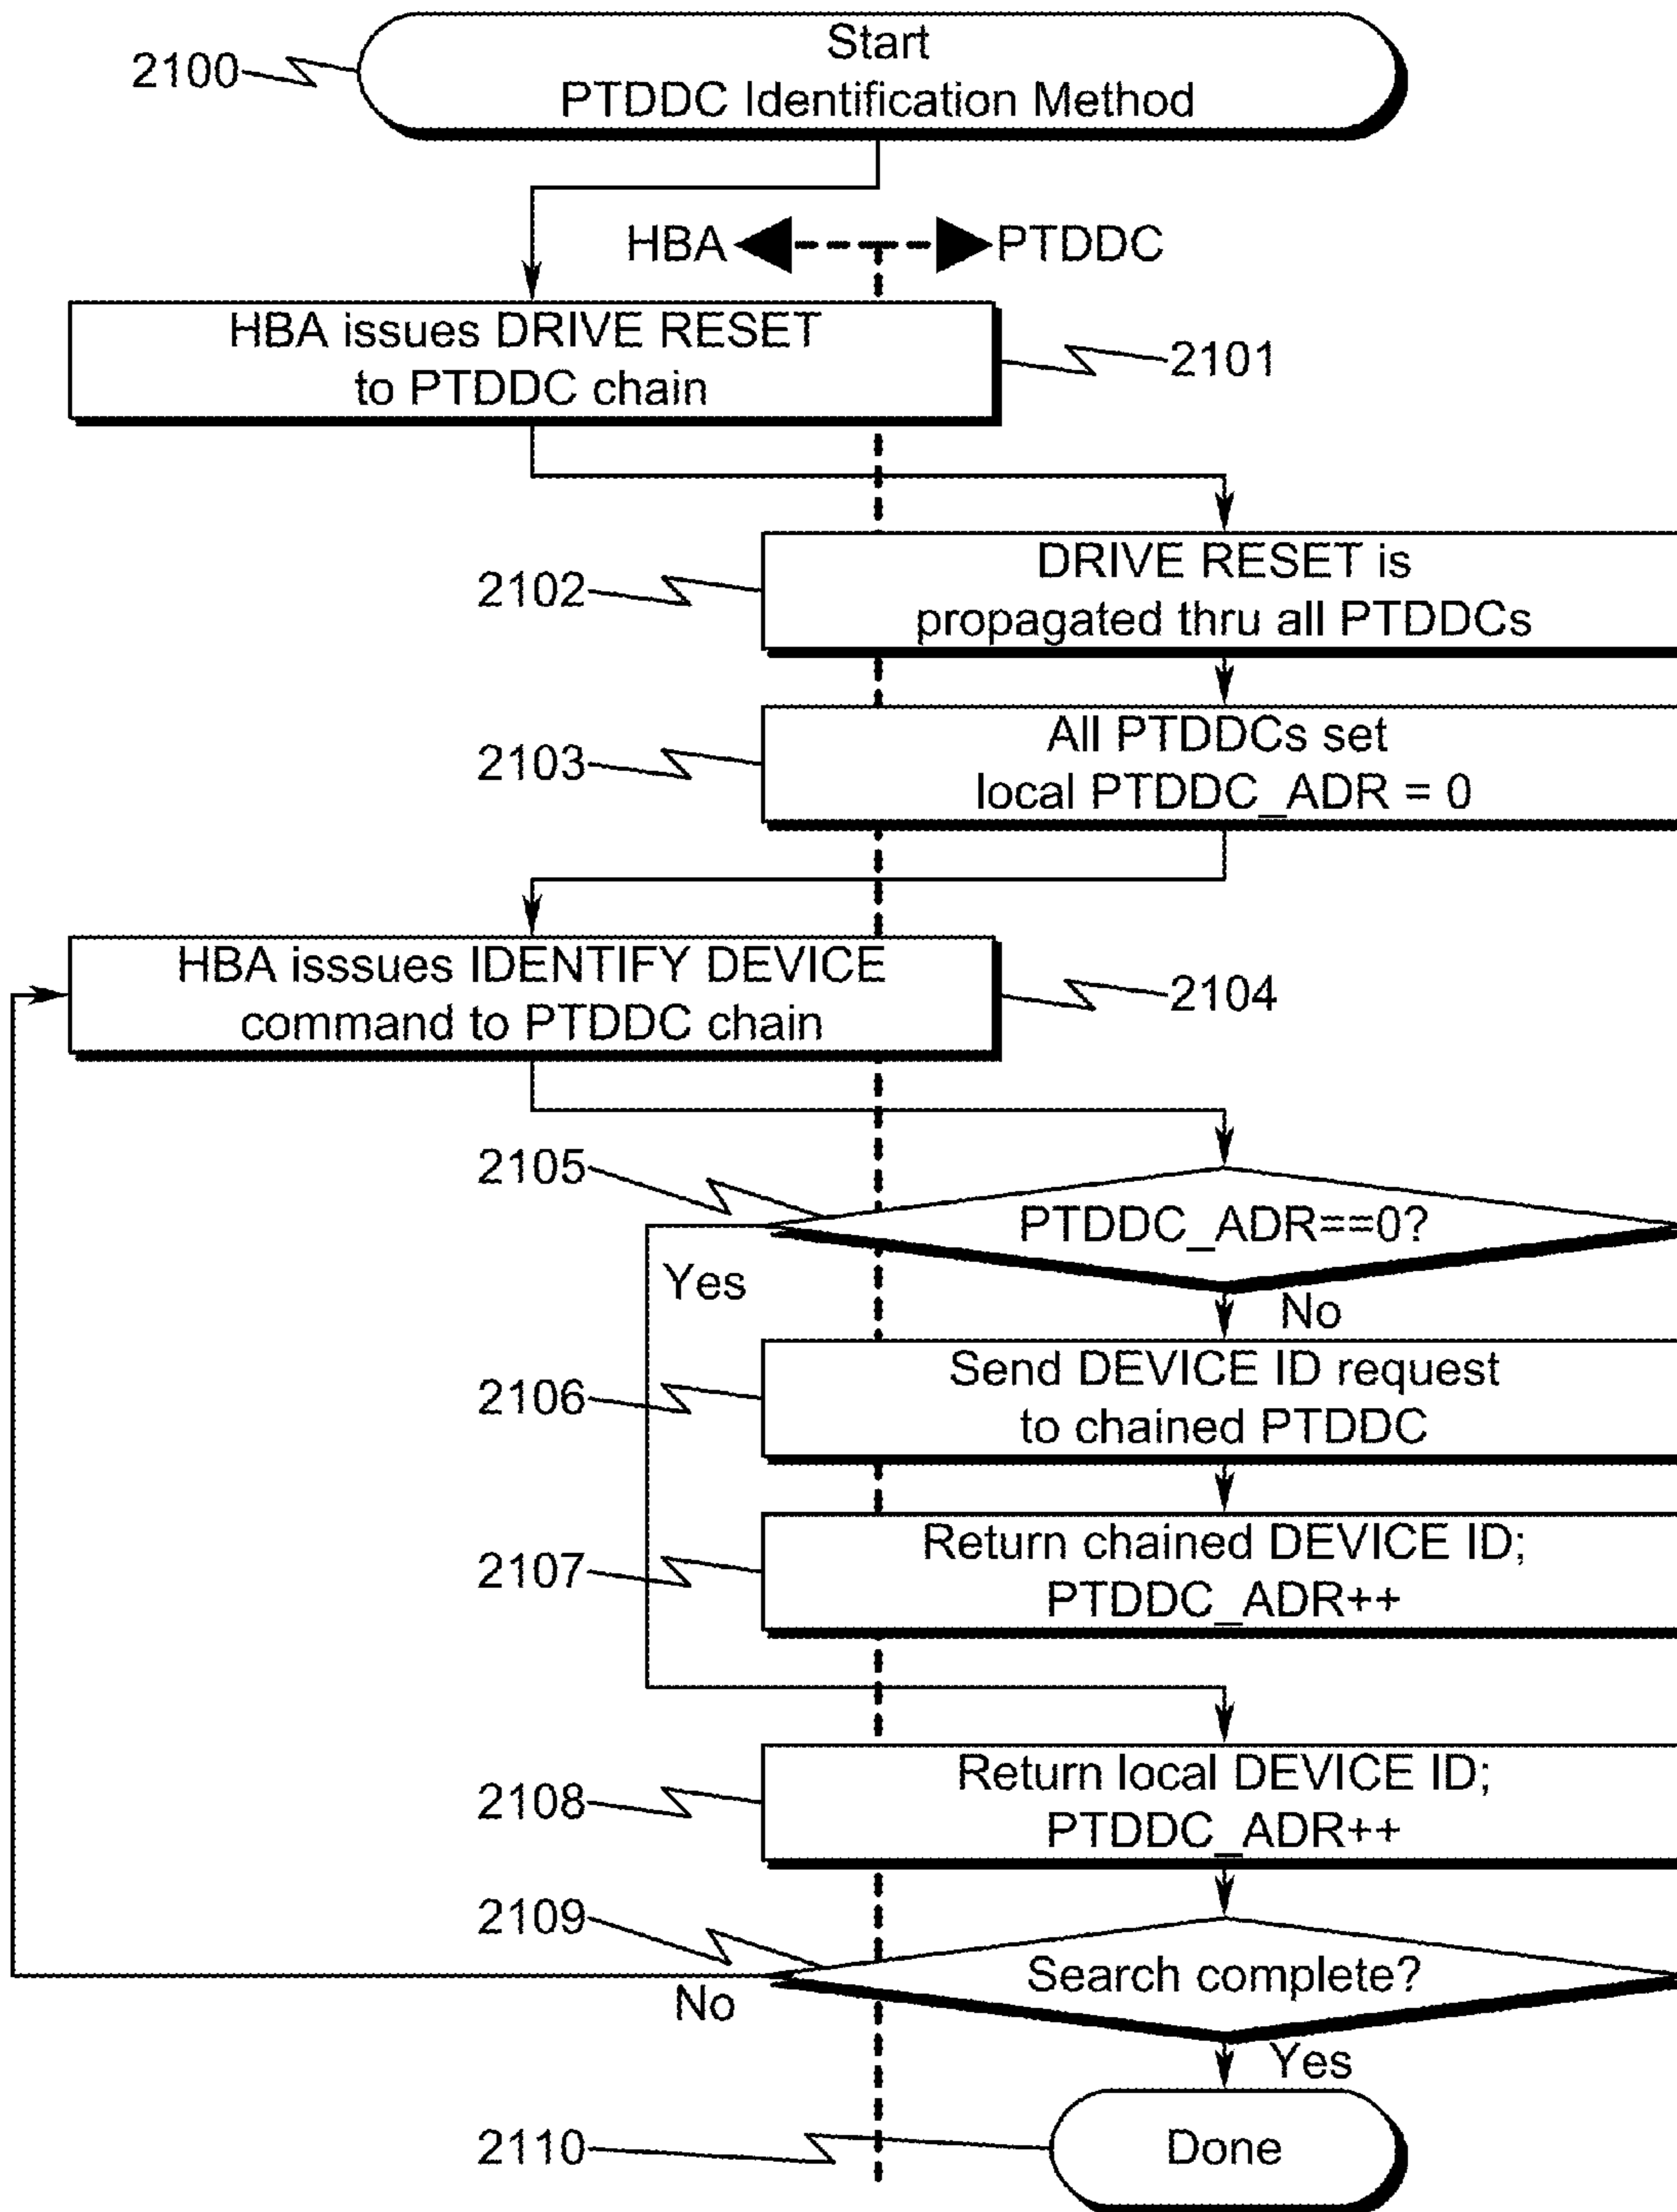 Start
2100
PTDDC Identification Method
HBA
PTDDC
HBA issues DRIVE RESET
to PTDDC chain
2101
DRIVE RESET is
propagated thru all PTDDCs
2102
All PTDDCs set
local PTDDC_ADR = 0
2103
HBA isssues IDENTIFY DEVICE
command to PTDDC chain
2104
2105
PTDDC_ADR==0?
Yes
No
Send DEVICE ID request
to chained PTDDC
2106
Return chained DEVICE ID;
PTDDC_ADR++
2107
Return local DEVICE ID;
PTDDC_ADR++
2108
2109
Search complete?
No
Yes
2110
Done